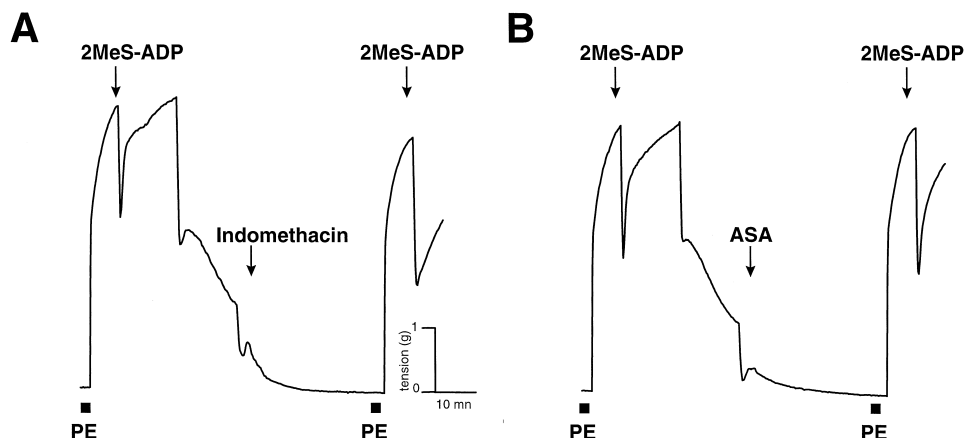 A
B
2MeS-ADP
2MeS-ADP
2MeS-ADP
2MeS-ADP
Indomethacin
ASA
tension (g)
1
0
10 mn
PE
PE
PE
PE